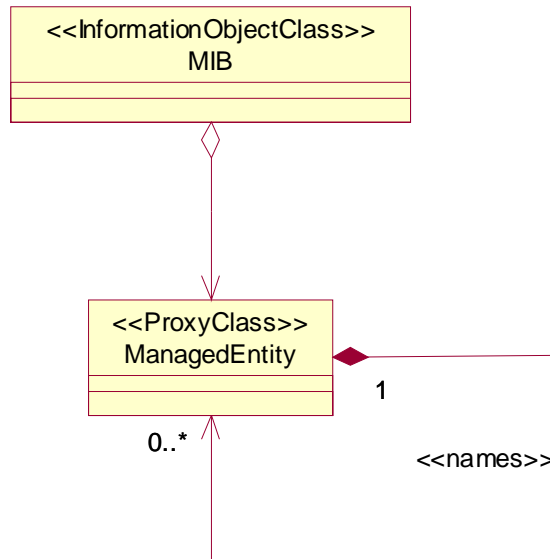 <<InformationObjectClass>>
MIB
<<ProxyClass>>
ManagedEntity
1
0..*
<<names>>